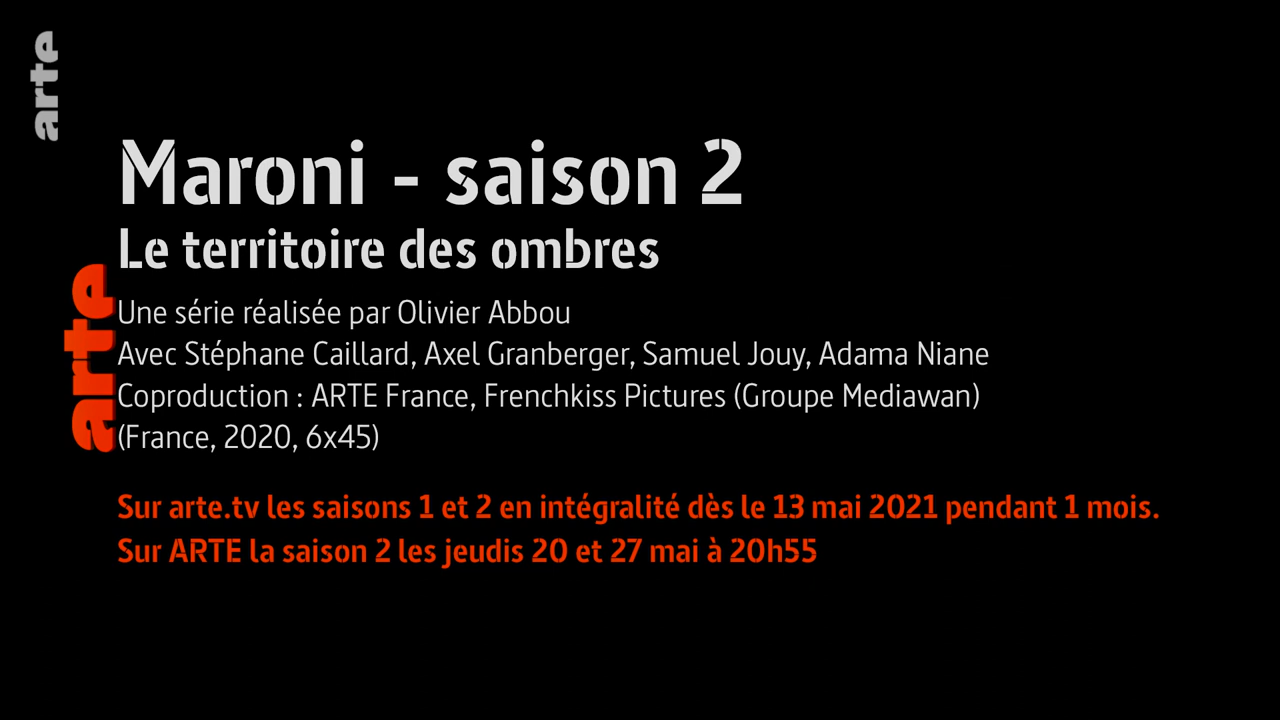 arte
Maroni - saison 2
Le territoire des ombres
arte
Une série réalisée par Olivier Abbou
Avec Stéphane Caillard, Axel Granberger, Samuel Jouy, Adama Niane
Coproduction : ARTE France, Frenchkiss Pictures (Groupe Mediawan)
(France, 2020, 6x45)
Sur arte.tv les saisons 1 et 2 en intégralité dès le 13 mai 2021 pendant 1 mois.
Sur ARTE la saison 2 les jeudis 20 et 27 mai à 20h55